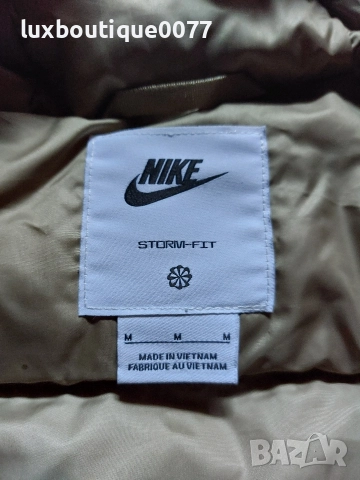 luxboutique0077
NIKE
STORM-FIT
M M M
MADE IN VIETNAM
FABRIQUE AU VIETNAM
BAZAR